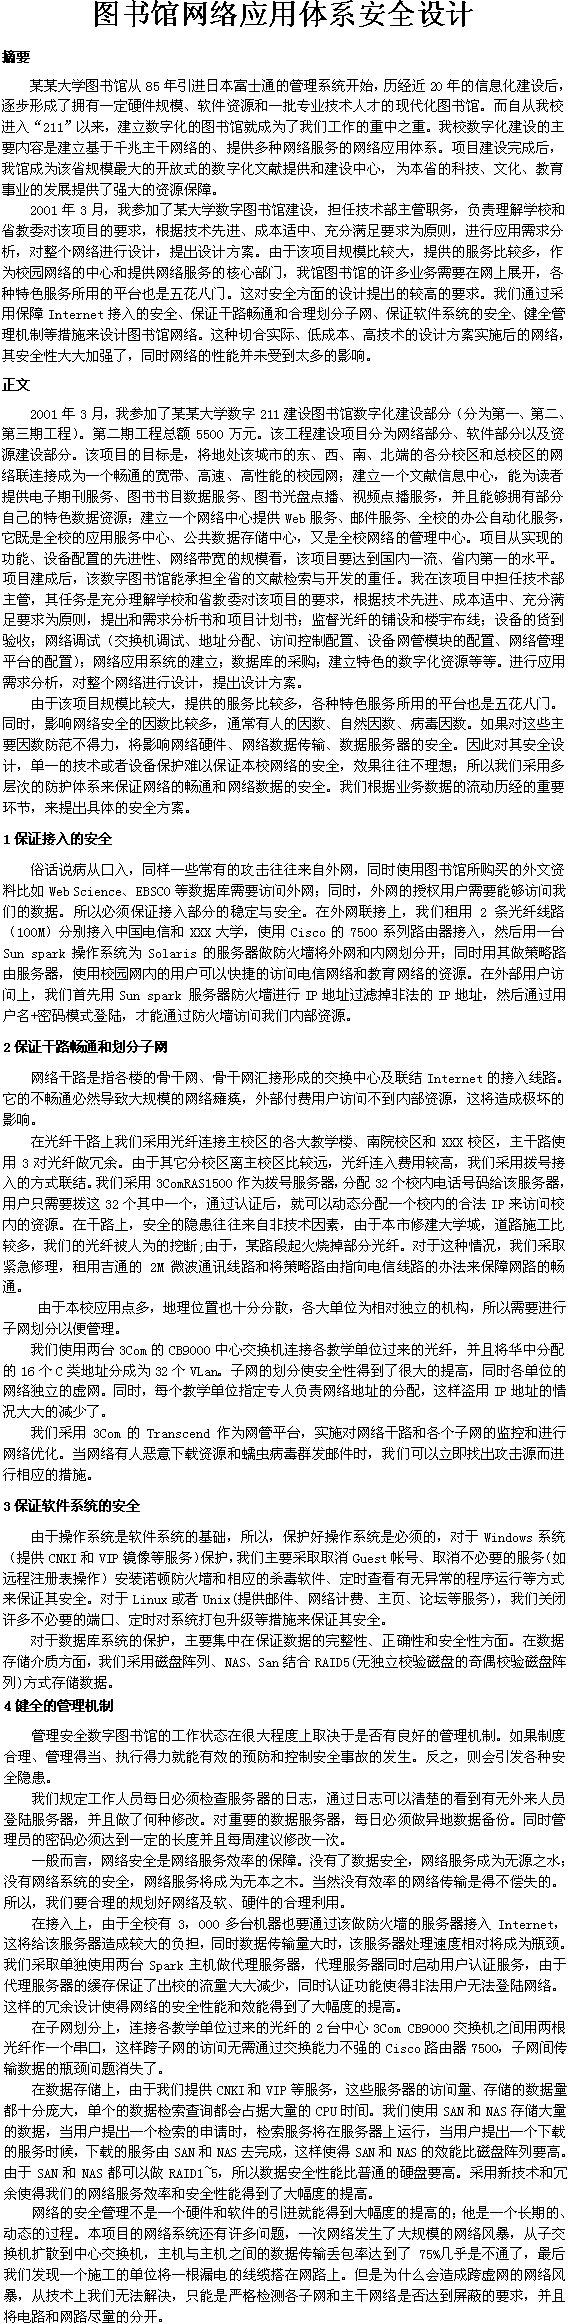 图书馆网络应用体系安全设计
摘要
某某大学图书馆从 85 年引进日本富士通的管理系统开始，历经近 20 年的信息化建设后，
逐步形成了拥有一定硬件规模、软件资源和一批专业技术人才的现代化图书馆。而自从我校
进入“211”以来，建立数字化的图书馆就成为了我们工作的重中之重。我校数字化建设的主
要内容是建立基于千兆主干网络的、提供多种网络服务的网络应用体系。项目建设完成后，
我馆成为该省规模最大的开放式的数字化文献提供和建设中心，为本省的科技、文化、教育
事业的发展提供了强大的资源保障。
2001 年 3 月，我参加了某大学数字图书馆建设，担任技术部主管职务，负责理解学校和
省教委对该项目的要求，根据技术先进、成本适中、充分满足要求为原则，进行应用需求分
析，对整个网络进行设计，提出设计方案。由于该项目规模比较大，提供的服务比较多，作
为校园网络的中心和提供网络服务的核心部门，我馆图书馆的许多业务需要在网上展开，各
种特色服务所用的平台也是五花八门。这对安全方面的设计提出的较高的要求。我们通过采
用保障 Internet 接入的安全、保证干路畅通和合理划分子网、保证软件系统的安全、健全管
理机制等措施来设计图书馆网络。这种切合实际、低成本、高技术的设计方案实施后的网络，
其安全性大大加强了，同时网络的性能并未受到太多的影响。
正文
2001 年 3 月，我参加了某某大学数字 211 建设图书馆数字化建设部分（分为第一、第二、
第三期工程）。第二期工程总额 5500 万元。该工程建设项目分为网络部分、软件部分以及资
源建设部分。该项目的目标是，将地处该城市的东、西、南、北端的各分校区和总校区的网
络联连接成为一个畅通的宽带、高速、高性能的校园网；建立一个文献信息中心，能为读者
提供电子期刊服务、图书书目数据服务、图书光盘点播、视频点播服务，并且能够拥有部分
自己的特色数据资源；建立一个网络中心提供 Web 服务、邮件服务、全校的办公自动化服务，
它既是全校的应用服务中心、公共数据存储中心，又是全校网络的管理中心。项目从实现的
功能、设备配置的先进性、网络带宽的规模看，该项目要达到国内一流、省内第一的水平。
项目建成后，该数字图书馆能承担全省的文献检索与开发的重任。我在该项目中担任技术部
主管，其任务是充分理解学校和省教委对该项目的要求，根据技术先进、成本适中、充分满
足要求为原则，提出和需求分析书和项目计划书；监督光纤的铺设和楼宇布线；设备的货到
验收；网络调试（交换机调试、地址分配、访问控制配置、设备网管模块的配置、网络管理
平台的配置）；网络应用系统的建立；数据库的采购；建立特色的数字化资源等等。进行应用
需求分析，对整个网络进行设计，提出设计方案。
由于该项目规模比较大，提供的服务比较多，各种特色服务所用的平台也是五花八门。
同时，影响网络安全的因数比较多，通常有人的因数、自然因数、病毒因数。如果对这些主
要因数防范不得力，将影响网络硬件、网络数据传输、数据服务器的安全。因此对其安全设
计，单一的技术或者设备保护难以保证本校网络的安全，效果往往不理想；所以我们采用多
层次的防护体系来保证网络的畅通和网络数据的安全。我们根据业务数据的流动历经的重要
环节，来提出具体的安全方案。
1 保证接入的安全
俗话说病从口入，同样一些常有的攻击往往来自外网，同时使用图书馆所购买的外文资
料比如 Web Science、EBSCO 等数据库需要访问外网；同时，外网的授权用户需要能够访问我
们的数据。所以必须保证接入部分的稳定与安全。在外网联接上，我们租用 2 条光纤线路
（100M）分别接入中国电信和 XXX 大学，使用 Cisco 的 7500 系列路由器接入，然后用一台
Sun spark 操作系统为 Solaris 的服务器做防火墙将外网和内网划分开；同时用其做策略路
由服务器，使用校园网内的用户可以快捷的访问电信网络和教育网络的资源。在外部用户访
问上，我们首先用 Sun spark 服务器防火墙进行 IP 地址过滤掉非法的 IP 地址，然后通过用
户名+密码模式登陆，才能通过防火墙访问我们内部资源。
2 保证干路畅通和划分子网
网络干路是指各楼的骨干网、骨干网汇接形成的交换中心及联结 Internet 的接入线路。
它的不畅通必然导致大规模的网络瘫痪，外部付费用户访问不到内部资源，这将造成极坏的
影响。
在光纤干路上我们采用光纤连接主校区的各大教学楼、南院校区和 XXX 校区，主干路使
用 3 对光纤做冗余。由于其它分校区离主校区比较远，光纤连入费用较高，我们采用拨号接
入的方式联结。我们采用 3ComRAS1500 作为拨号服务器，分配 32 个校内电话号码给该服务器，
用户只需要拨这 32 个其中一个，通过认证后，就可以动态分配一个校内的合法 IP 来访问校
内的资源。在干路上，安全的隐患往往来自非技术因素，由于本市修建大学城，道路施工比
较多，我们的光纤被人为的挖断;由于，某路段起火烧掉部分光纤。对于这种情况，我们采取
紧急修理，租用吉通的 2M 微波通讯线路和将策略路由指向电信线路的办法来保障网路的畅
通。
由于本校应用点多，地理位置也十分分散，各大单位为相对独立的机构，所以需要进行
子网划分以便管理。
我们使用两台 3Com 的 CB9000 中心交换机连接各教学单位过来的光纤，并且将华中分配
的 16 个 C 类地址分成为 32 个 VLan。子网的划分使安全性得到了很大的提高，同时各单位的
网络独立的虚网。同时，每个教学单位指定专人负责网络地址的分配，这样盗用 IP 地址的情
况大大的减少了。
我们采用 3Com 的 Transcend 作为网管平台，实施对网络干路和各个子网的监控和进行
网络优化。当网络有人恶意下载资源和蠕虫病毒群发邮件时，我们可以立即找出攻击源而进
行相应的措施。
3 保证软件系统的安全
由于操作系统是软件系统的基础，所以，保护好操作系统是必须的，对于 Windows 系统
（提供 CNKI 和 VIP 镜像等服务)保护，我们主要采取取消 Guest 帐号、取消不必要的服务(如
远程注册表操作）安装诺顿防火墙和相应的杀毒软件、定时查看有无异常的程序运行等方式
来保证其安全。对于 Linux 或者 Unix(提供邮件、网络计费、主页、论坛等服务)，我们关闭
许多不必要的端口、定时对系统打包升级等措施来保证其安全。
对于数据库系统的保护，主要集中在保证数据的完整性、正确性和安全性方面。在数据
存储介质方面，我们采用磁盘阵列、NAS、San 结合 RAID5(无独立校验磁盘的奇偶校验磁盘阵
列)方式存储数据。
4 健全的管理机制
管理安全数字图书馆的工作状态在很大程度上取决于是否有良好的管理机制。如果制度
合理、管理得当、执行得力就能有效的预防和控制安全事故的发生。反之，则会引发各种安
全隐患。
我们规定工作人员每日必须检查服务器的日志，通过日志可以清楚的看到有无外来人员
登陆服务器，并且做了何种修改。对重要的数据服务器，每日必须做异地数据备份。同时管
理员的密码必须达到一定的长度并且每周建议修改一次。
一般而言，网络安全是网络服务效率的保障。没有了数据安全，网络服务成为无源之水；
没有网络系统的安全，网络服务将成为无本之木。当然没有效率的网络传输是得不偿失的。
所以，我们要合理的规划好网络及软、硬件的合理利用。
在接入上，由于全校有 3，000 多台机器也要通过该做防火墙的服务器接入 Internet，
这将给该服务器造成较大的负担，同时数据传输量大时，该服务器处理速度相对将成为瓶颈。
我们采取单独使用两台 Spark 主机做代理服务器，代理服务器同时启动用户认证服务，由于
代理服务器的缓存保证了出校的流量大大减少，同时认证功能使得非法用户无法登陆网络。
这样的冗余设计使得网络的安全性能和效能得到了大幅度的提高。
在子网划分上，连接各教学单位过来的光纤的 2 台中心 3Com CB9000 交换机之间用两根
光纤作一个串口，这样跨子网的访问无需通过交换能力不强的 Cisco 路由器 7500，子网间传
输数据的瓶颈问题消失了。
在数据存储上，由于我们提供 CNKI 和 VIP 等服务，这些服务器的访问量、存储的数据量
都十分庞大，单个的数据检索查询都会占据大量的 CPU 时间。我们使用 SAN 和 NAS 存储大量
的数据，当用户提出一个检索的申请时，检索服务将在服务器上运行，当用户提出一个下载
的服务时候，下载的服务由 SAN 和 NAS 去完成，这样使得 SAN 和 NAS 的效能比磁盘阵列要高。
由于 SAN 和 NAS 都可以做 RAID1~5，所以数据安全性能比普通的硬盘要高。采用新技术和冗
余使得我们的网络服务效率和安全性能得到了大幅度的提高。
网络的安全管理不是一个硬件和软件的引进就能得到大幅度的提高的；他是一个长期的、
动态的过程。本项目的网络系统还有许多问题，一次网络发生了大规模的网络风暴，从子交
换机扩散到中心交换机，主机与主机之间的数据传输丢包率达到了 75%几乎是不通了，最后
我们发现一个施工的单位将一根漏电的线缆搭在网路上。但是为什么会造成跨虚网的网络风
暴，从技术上我们无法解决，只能是严格检测各子网和主干网络是否达到屏蔽的要求，并且
将电路和网路尽量的分开。